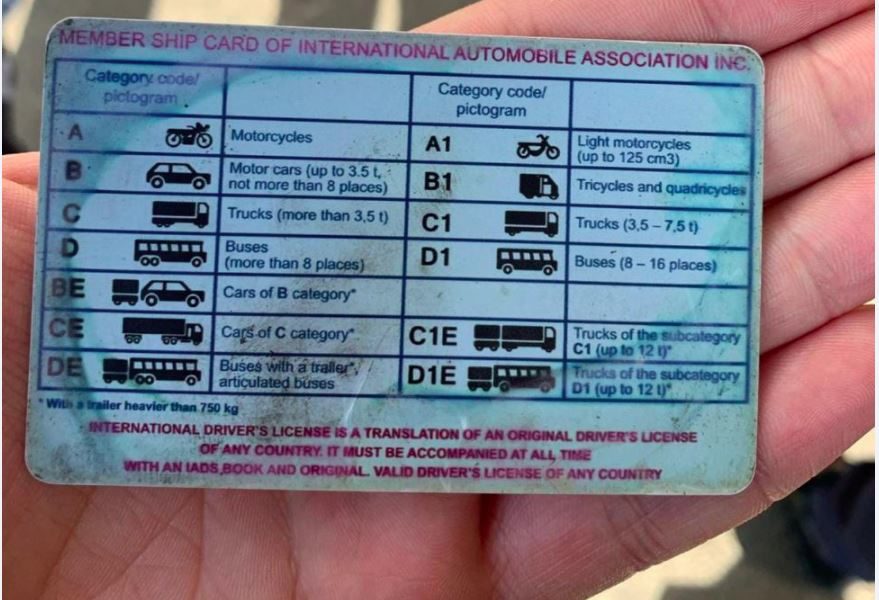 MEMBER SHIP CARD OF INTERNATIONAL AUTOMOBILE ASSOCIATION INC.
Category code/
pictogram
Category code/
pictogram
A Motorcycles
A1 Light motorcycles
(up to 125 cm3)
B Motor cars (up to 3.5 t,
not more than 8 places)
B1 Tricycles and quadricycles
C Trucks (more than 3,5 t)
C1 Trucks (3,5 – 7,5 t)
D Buses
(more than 8 places)
D1 Buses (8 – 16 places)
BE Cars of B category*
CE Cars of C category*
C1E Trucks of the subcategory
C1 (up to 12 t)*
DE Buses with a trailer*,
articulated buses
D1E Trucks of the subcategory
D1 (up to 12 t)*
* With a trailer heavier than 750 kg
INTERNATIONAL DRIVER'S LICENSE IS A TRANSLATION OF AN ORIGINAL DRIVER'S LICENSE
OF ANY COUNTRY. IT MUST BE ACCOMPANIED AT ALL TIME
WITH AN IADS,BOOK AND ORIGINAL. VALID DRIVER'S LICENSE OF ANY COUNTRY